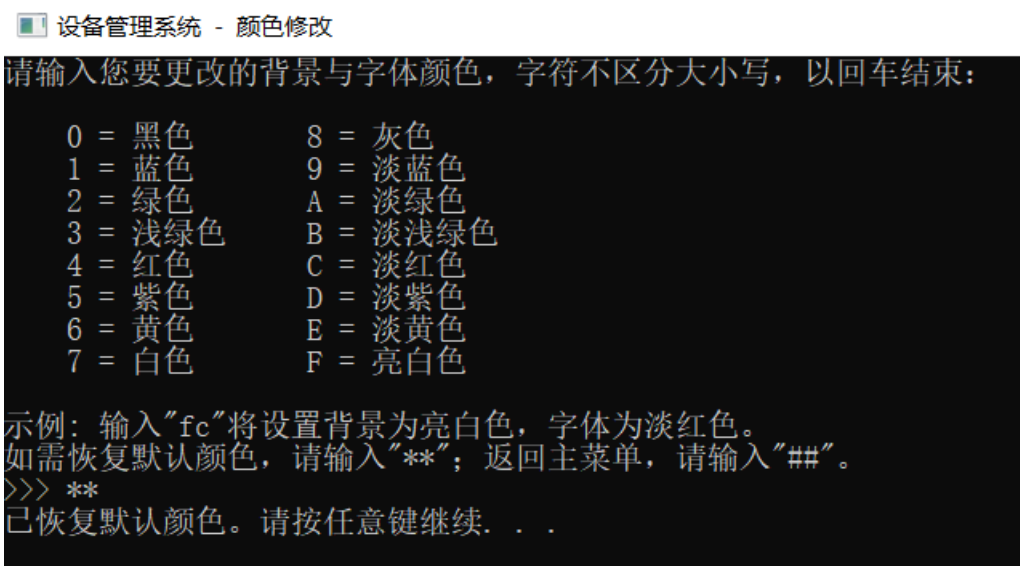 设备管理系统 - 颜色修改
请输入您要更改的背景与字体颜色，字符不区分大小写，以回车结束：
0 = 黑色 8 = 灰色
1 = 蓝色 9 = 淡蓝色
2 = 绿色 A = 淡绿色
3 = 浅绿色 B = 淡浅绿色
4 = 红色 C = 淡红色
5 = 紫色 D = 淡紫色
6 = 黄色 E = 淡黄色
7 = 白色 F = 亮白色
示例: 输入"fc"将设置背景为亮白色，字体为淡红色。
如需恢复默认颜色，请输入"**"；返回主菜单，请输入"##"。
>>> **
已恢复默认颜色。请按任意键继续. . .